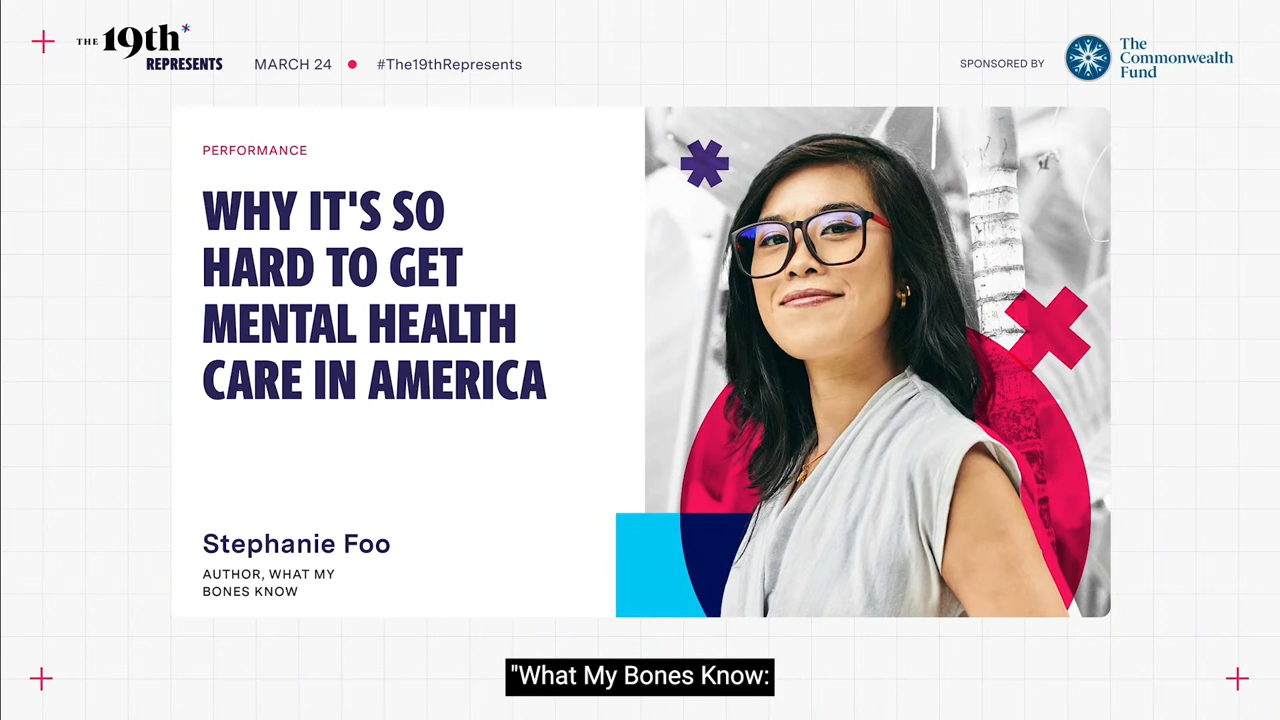 THE 19th*
REPRESENTS
MARCH 24 ● #The19thRepresents
SPONSORED BY
The
Commonwealth
Fund
PERFORMANCE
WHY IT'S SO
HARD TO GET
MENTAL HEALTH
CARE IN AMERICA
Stephanie Foo
AUTHOR, WHAT MY
BONES KNOW
"What My Bones Know: